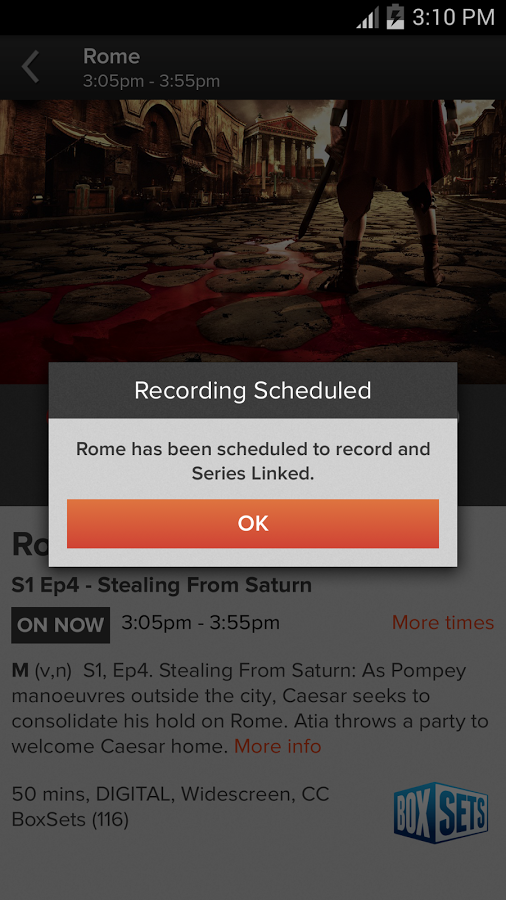 3:10 PM
Rome
3:05pm - 3:55pm
Recording Scheduled
Rome has been scheduled to record and
Series Linked.
OK
Ro
S1 Ep4 - Stealing From Saturn
ON NOW 3:05pm - 3:55pm More times
M (v,n) S1, Ep4. Stealing From Saturn: As Pompey
manoeuvres outside the city, Caesar seeks to
consolidate his hold on Rome. Atia throws a party to
welcome Caesar home. More info
50 mins, DIGITAL, Widescreen, CC
BoxSets (116)
BOX SETS